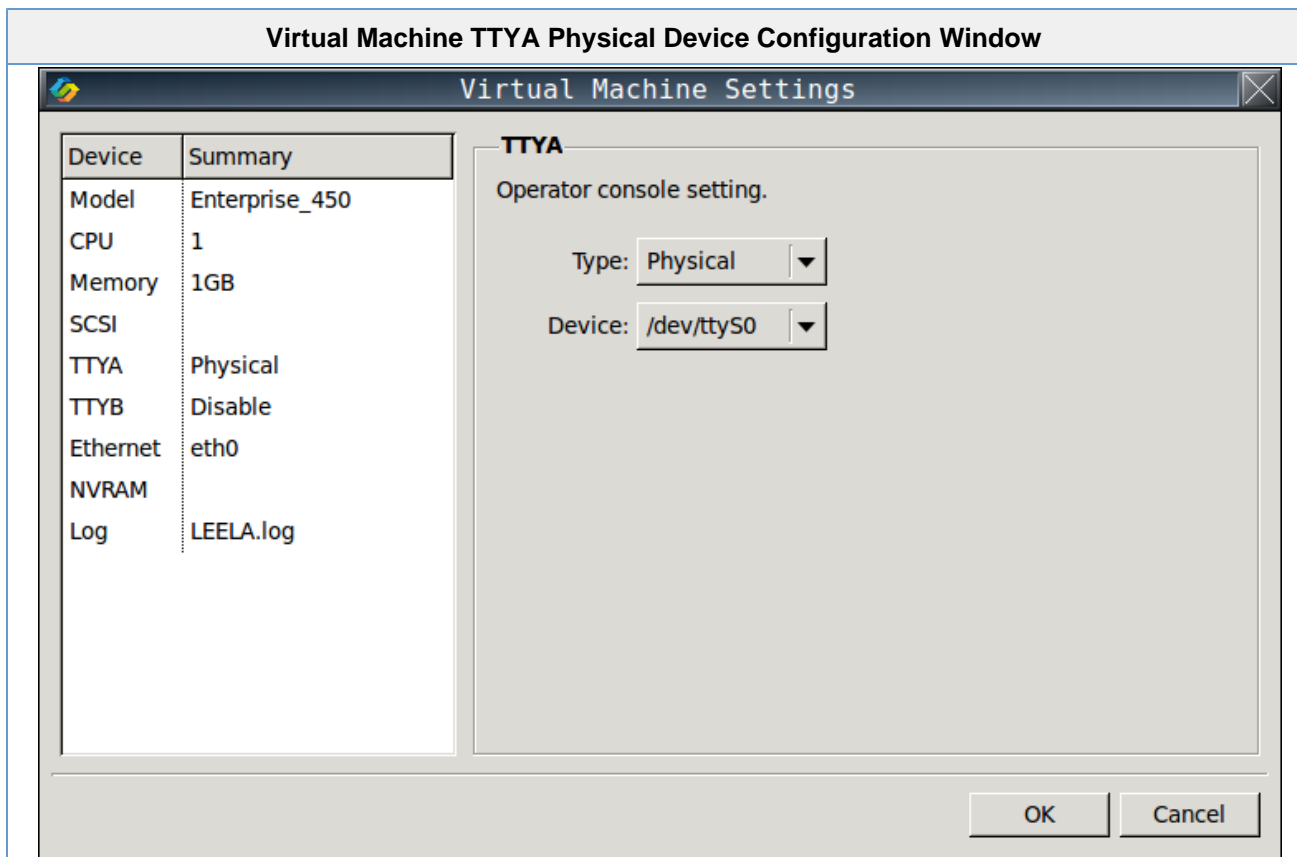 Virtual Machine TTYA Physical Device Configuration Window
Virtual Machine Settings
Device Summary
Model Enterprise_450
CPU 1
Memory 1GB
SCSI
TTYA Physical
TTYB Disable
Ethernet eth0
NVRAM
Log LEELA.log
TTYA
Operator console setting.
Type: Physical
Device: /dev/ttyS0
OK Cancel